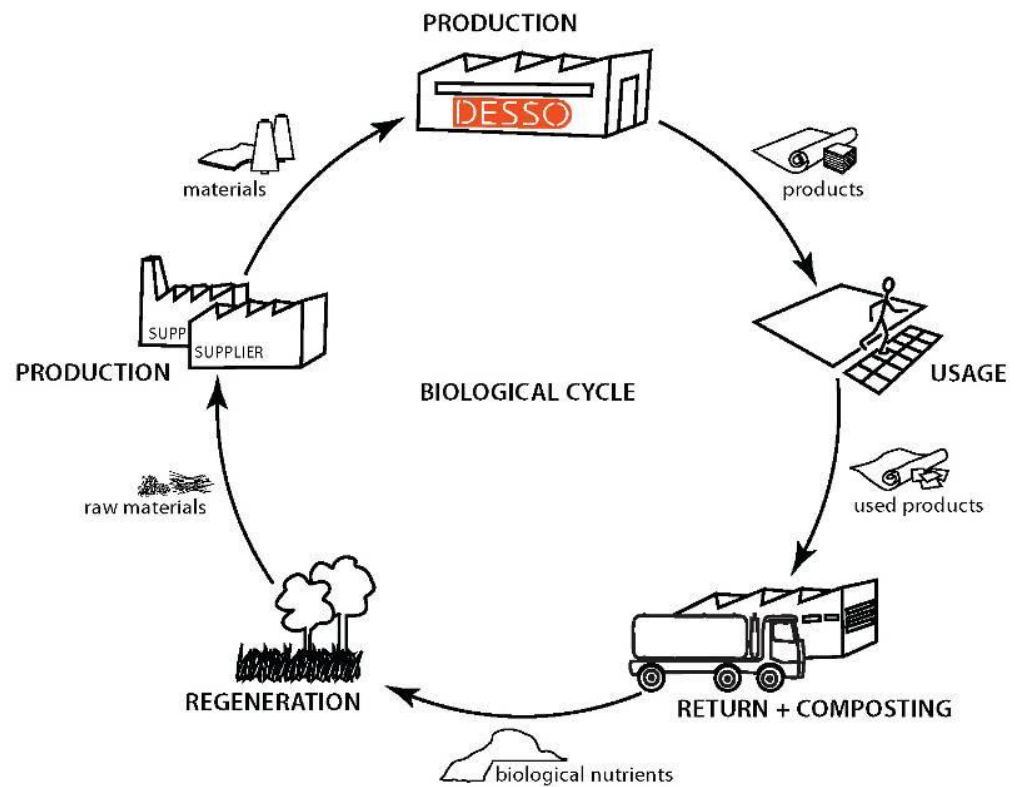 PRODUCTION
DESSO
materials
products
SUPP
SUPPLIER
PRODUCTION
BIOLOGICAL CYCLE
USAGE
raw materials
used products
REGENERATION
RETURN + COMPOSTING
biological nutrients